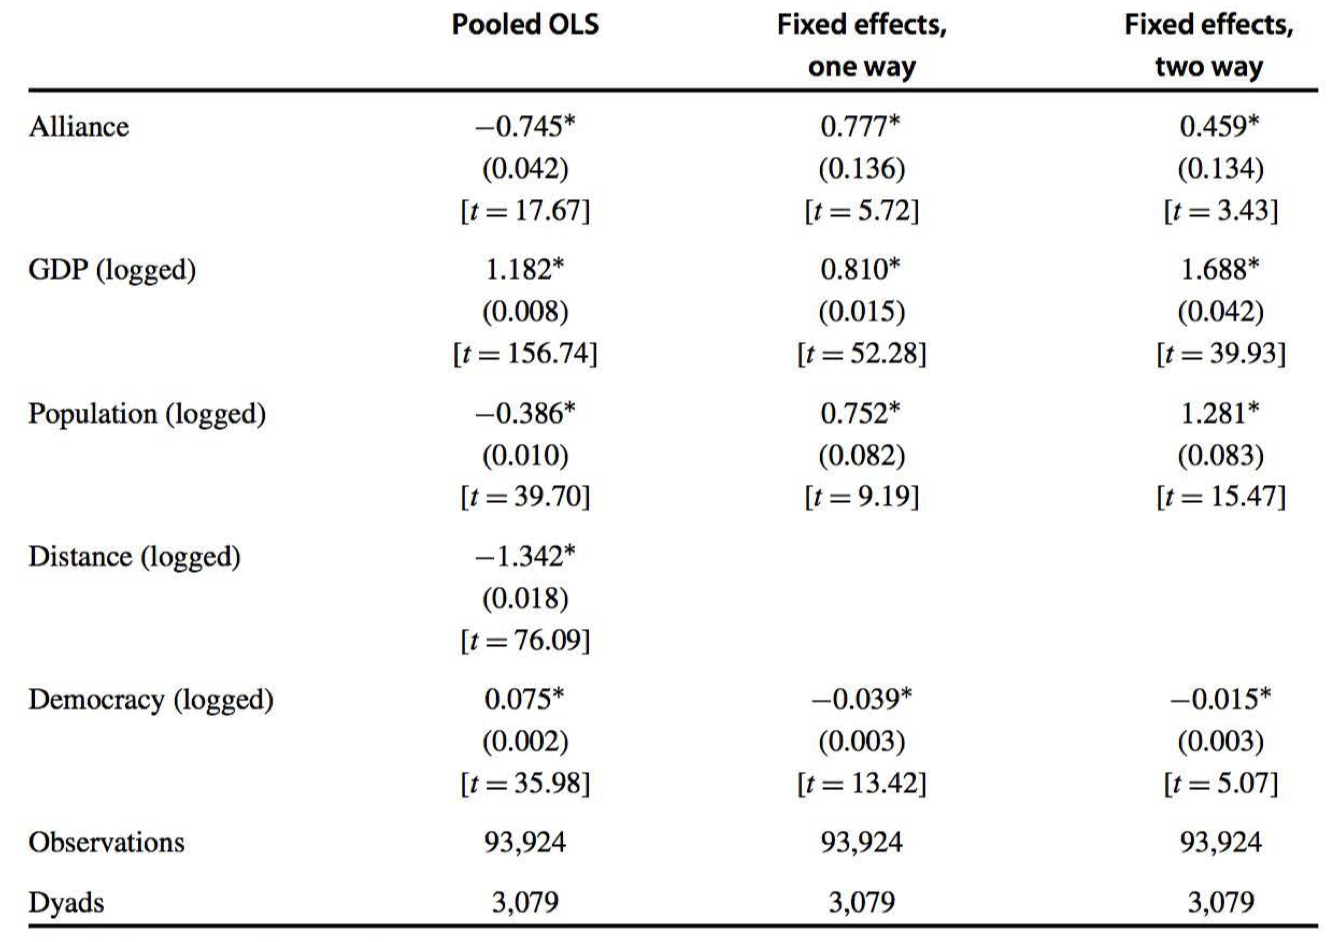 Pooled OLS Fixed effects, Fixed effects,
one way two way
Alliance −0.745* 0.777* 0.459*
(0.042) (0.136) (0.134)
[t = 17.67] [t = 5.72] [t = 3.43]
GDP (logged) 1.182* 0.810* 1.688*
(0.008) (0.015) (0.042)
[t = 156.74] [t = 52.28] [t = 39.93]
Population (logged) −0.386* 0.752* 1.281*
(0.010) (0.082) (0.083)
[t = 39.70] [t = 9.19] [t = 15.47]
Distance (logged) −1.342*
(0.018)
[t = 76.09]
Democracy (logged) 0.075* −0.039* −0.015*
(0.002) (0.003) (0.003)
[t = 35.98] [t = 13.42] [t = 5.07]
Observations 93,924 93,924 93,924
Dyads 3,079 3,079 3,079